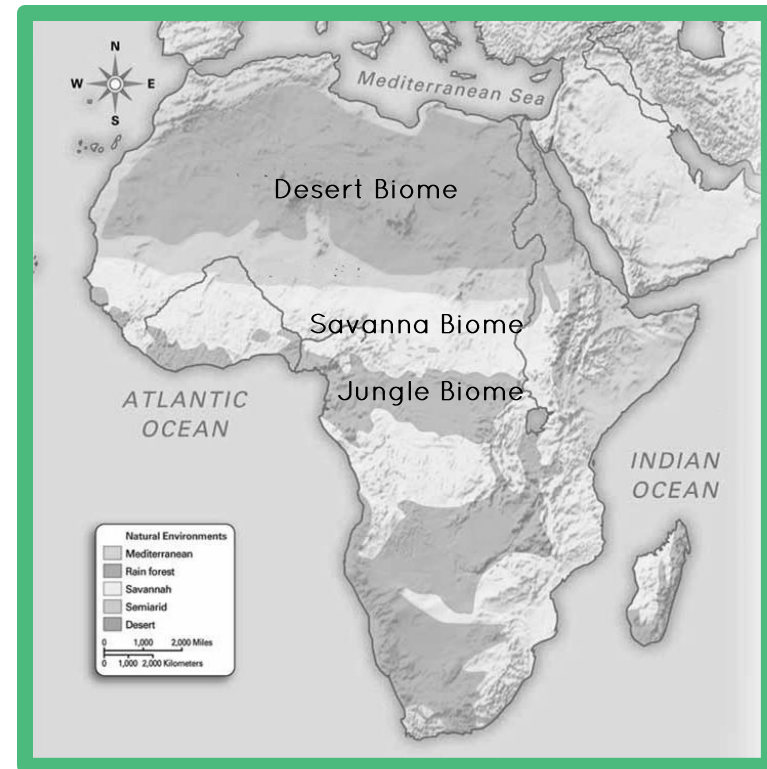 N
W E
S
Mediterranean Sea
Desert Biome
Savanna Biome
Jungle Biome
ATLANTIC
OCEAN
INDIAN
OCEAN
Natural Environments
Mediterranean
Rain forest
Savannah
Semiarid
Desert
0 1,000 2,000 Miles
0 1,000 2,000 Kilometers